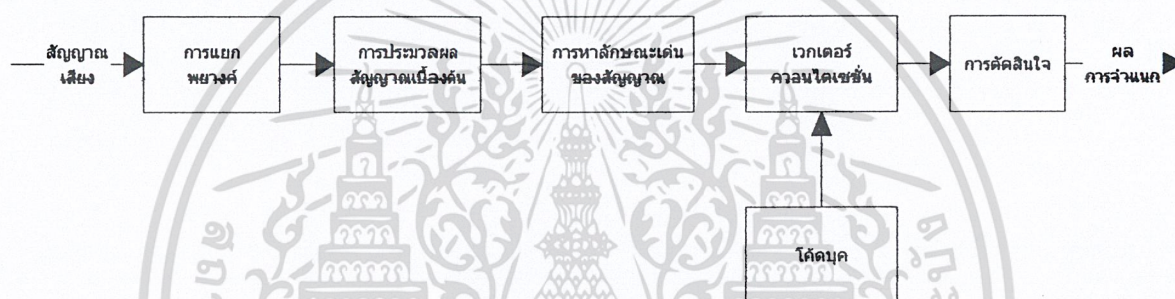 สัญญาณ
เสียง
การแยก
พยางค์
การประมวลผล
สัญญาณเบื้องต้น
การหาลักษณะเด่น
ของสัญญาณ
เวกเตอร์
ควอนไตเซชั่น
การตัดสินใจ
ผล
การจำแนก
โค้ดบุค